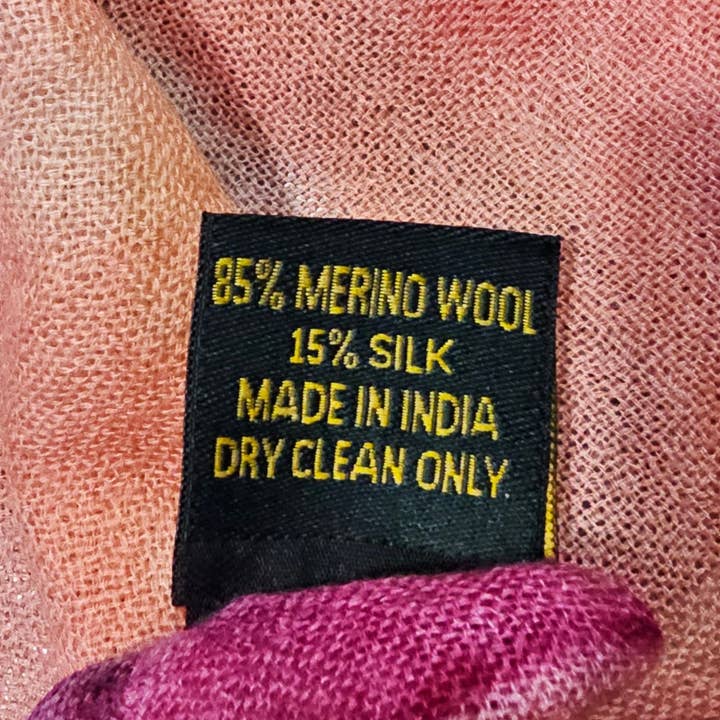 85% MERINO WOOL
15% SILK
MADE IN INDIA
DRY CLEAN ONLY